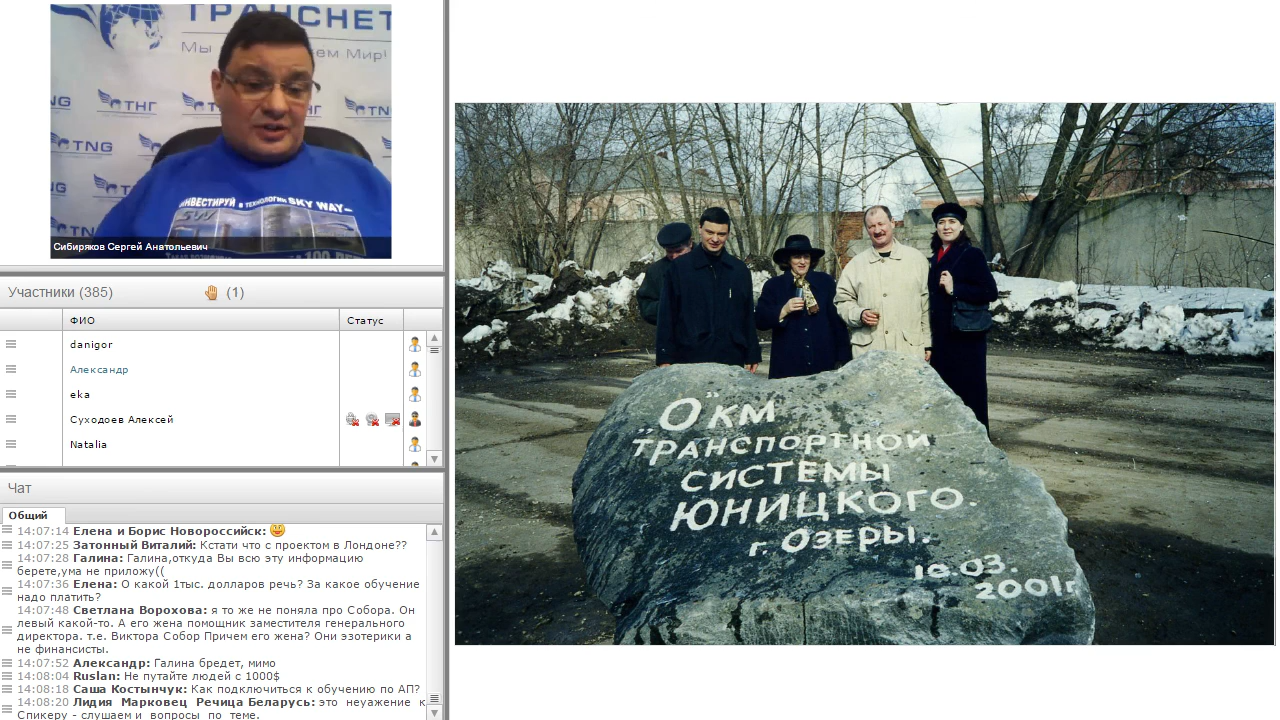 ТРАНСНЕТ
Мы
Мир!
ТНГ
TNG
TNG
TNG
ИНВЕСТИРУЙ в ТЕХНОЛОГИИ SKY WAY—
SW
Сибиряков Сергей Анатольевич
Участники (385)
(1)
ФИО
Статус
danigor
Александр
eka
Суходоев Алексей
Natalia
Чат
Общий
14:07:14 Елена и Борис Новороссийск:
14:07:25 Затонный Виталий: Кстати что с проектом в Лондоне??
14:07:28 Галина: Галина,откуда Вы всю эту информацию
берете,ума не приложу((
14:07:36 Елена: О какой 1тыс. долларов речь? За какое обучение
надо платить?
14:07:48 Светлана Ворохова: я то же не поняла про Собора. Он
левый какой-то. А его жена помощник заместителя генерального
директора. т.е. Виктора Собор Причем его жена? Они эзотерики а
не финансисты.
14:07:52 Александр: Галина бредет, мимо
14:08:04 Ruslan: Не путайте людей с 1000$
14:08:18 Саша Костынчук: Как подключиться к обучению по АП?
14:08:20 Лидия Марковец Речица Беларусь: это неуажение к
Спикеру - слушаем и вопросы по теме.
„О"КМ
ТРАНСПОРТНОЙ
СИСТЕМЫ
ЮНИЦКОГО.
г. ОЗЕРЫ.
10.03.
2001г